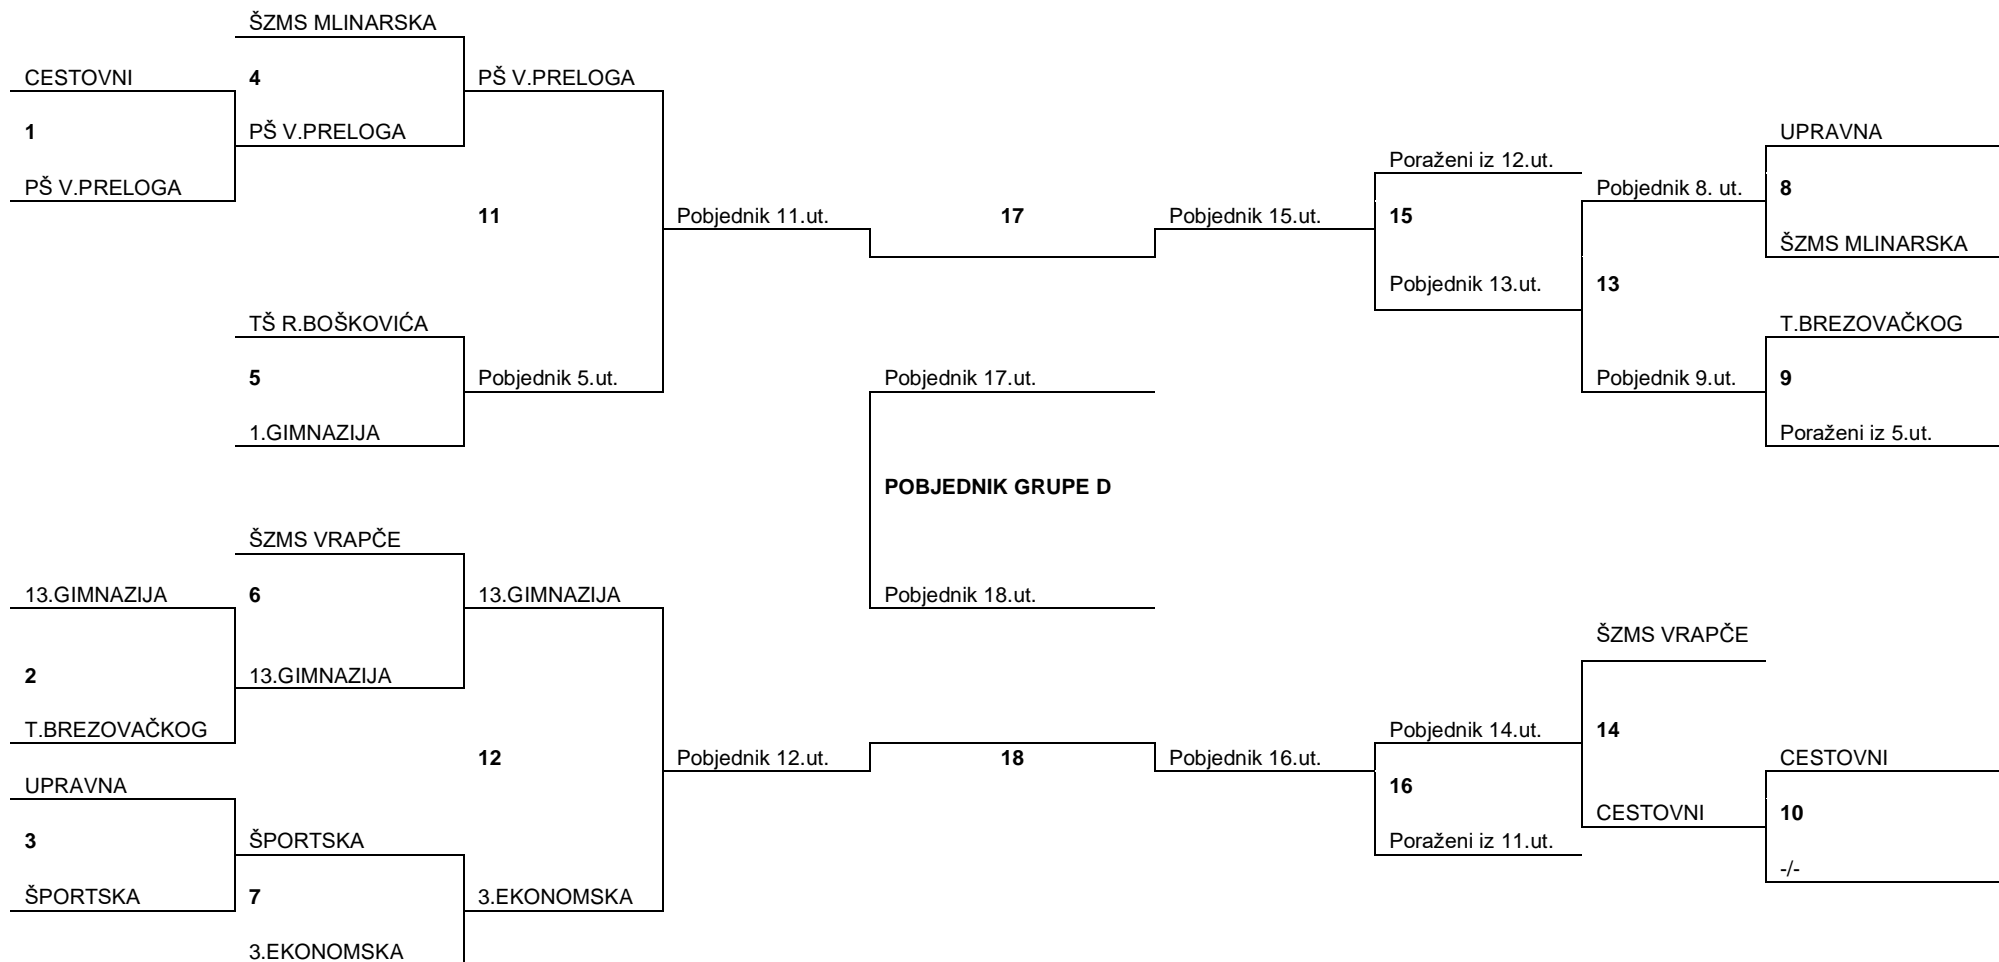 ŠZMS MLINARSKA
CESTOVNI 4 PŠ V.PRELOGA
1 PŠ V.PRELOGA UPRAVNA
Poraženi iz 12.ut.
PŠ V.PRELOGA Pobjednik 8. ut. 8
11 Pobjednik 11.ut. 17 Pobjednik 15.ut. 15
ŠZMS MLINARSKA
Pobjednik 13.ut. 13
TŠ R.BOŠKOVIĆA T.BREZOVAČKOG
5 Pobjednik 5.ut. Pobjednik 17.ut. Pobjednik 9.ut. 9
1.GIMNAZIJA Poraženi iz 5.ut.
POBJEDNIK GRUPE D
ŠZMS VRAPČE
13.GIMNAZIJA 6 13.GIMNAZIJA Pobjednik 18.ut.
ŠZMS VRAPČE
2 13.GIMNAZIJA
T.BREZOVAČKOG Pobjednik 14.ut. 14
12 Pobjednik 12.ut. 18 Pobjednik 16.ut. CESTOVNI
UPRAVNA 16
CESTOVNI 10
3 ŠPORTSKA Poraženi iz 11.ut.
-/-
ŠPORTSKA 7 3.EKONOMSKA
3.EKONOMSKA